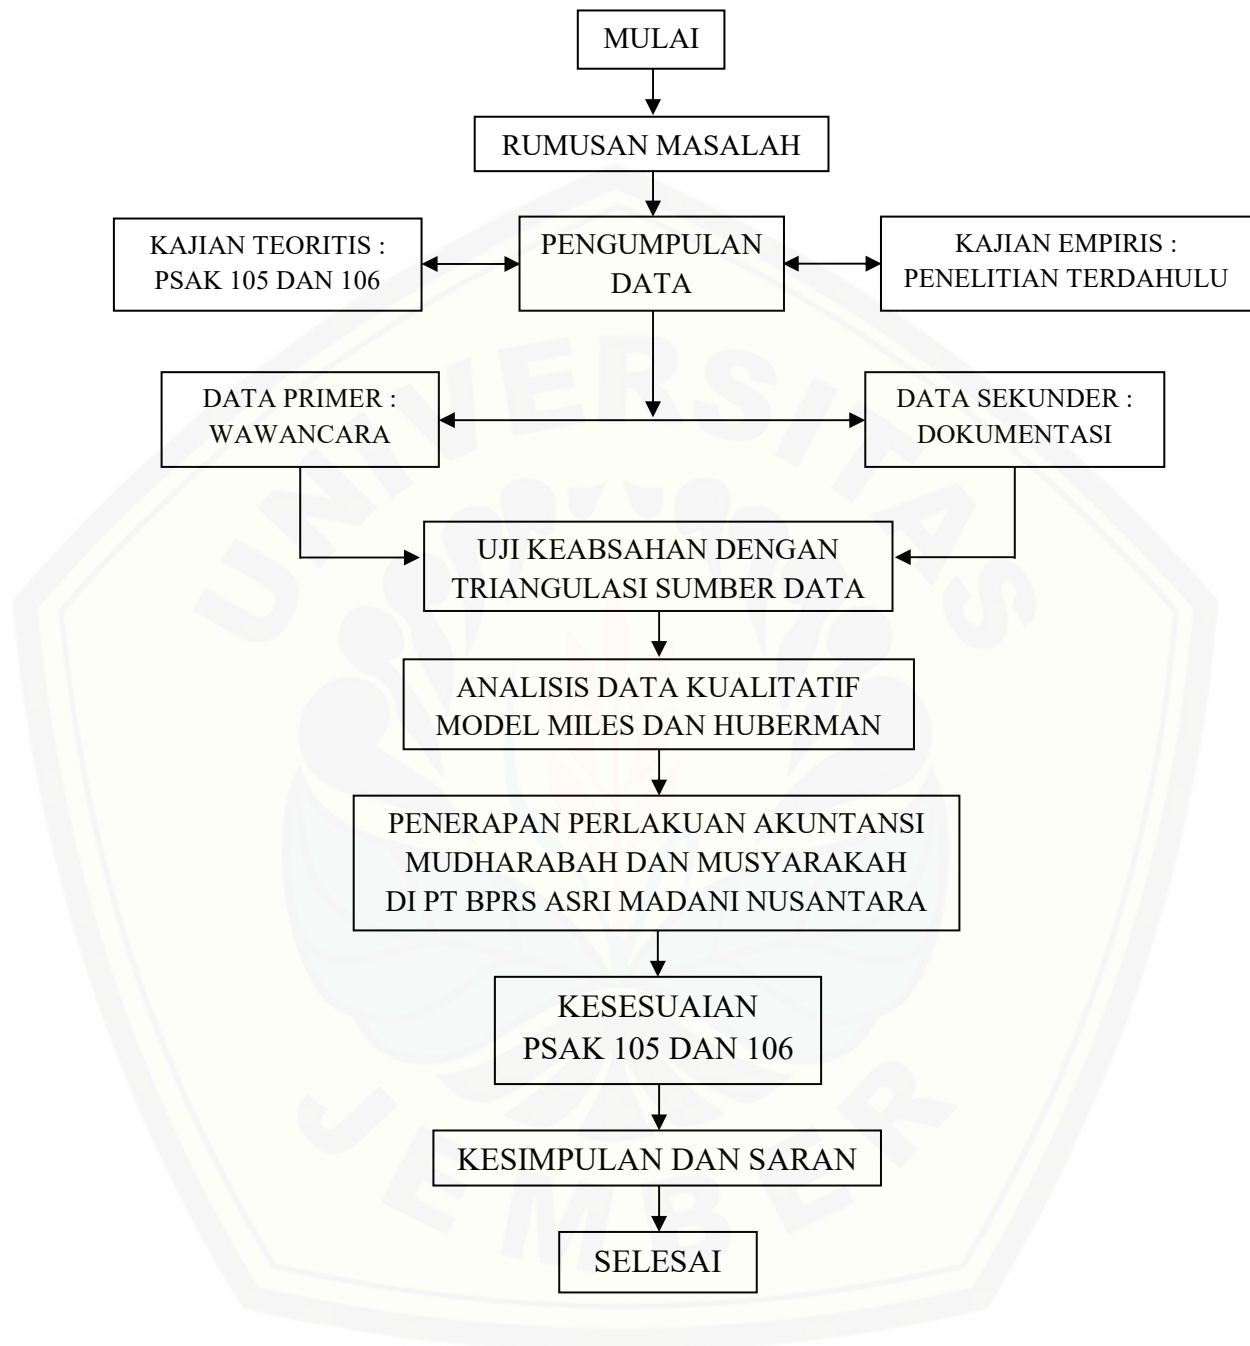 MULAI
RUMUSAN MASALAH
KAJIAN TEORITIS :
PSAK 105 DAN 106
PENGUMPULAN
DATA
KAJIAN EMPIRIS :
PENELITIAN TERDAHULU
DATA PRIMER :
WAWANCARA
DATA SEKUNDER :
DOKUMENTASI
UJI KEABSAHAN DENGAN
TRIANGULASI SUMBER DATA
ANALISIS DATA KUALITATIF
MODEL MILES DAN HUBERMAN
PENERAPAN PERLAKUAN AKUNTANSI
MUDHARABAH DAN MUSYARAKAH
DI PT BPRS ASRI MADANI NUSANTARA
KESESUAIAN
PSAK 105 DAN 106
KESIMPULAN DAN SARAN
SELESAI
UNIVERSITAS
JEMBER